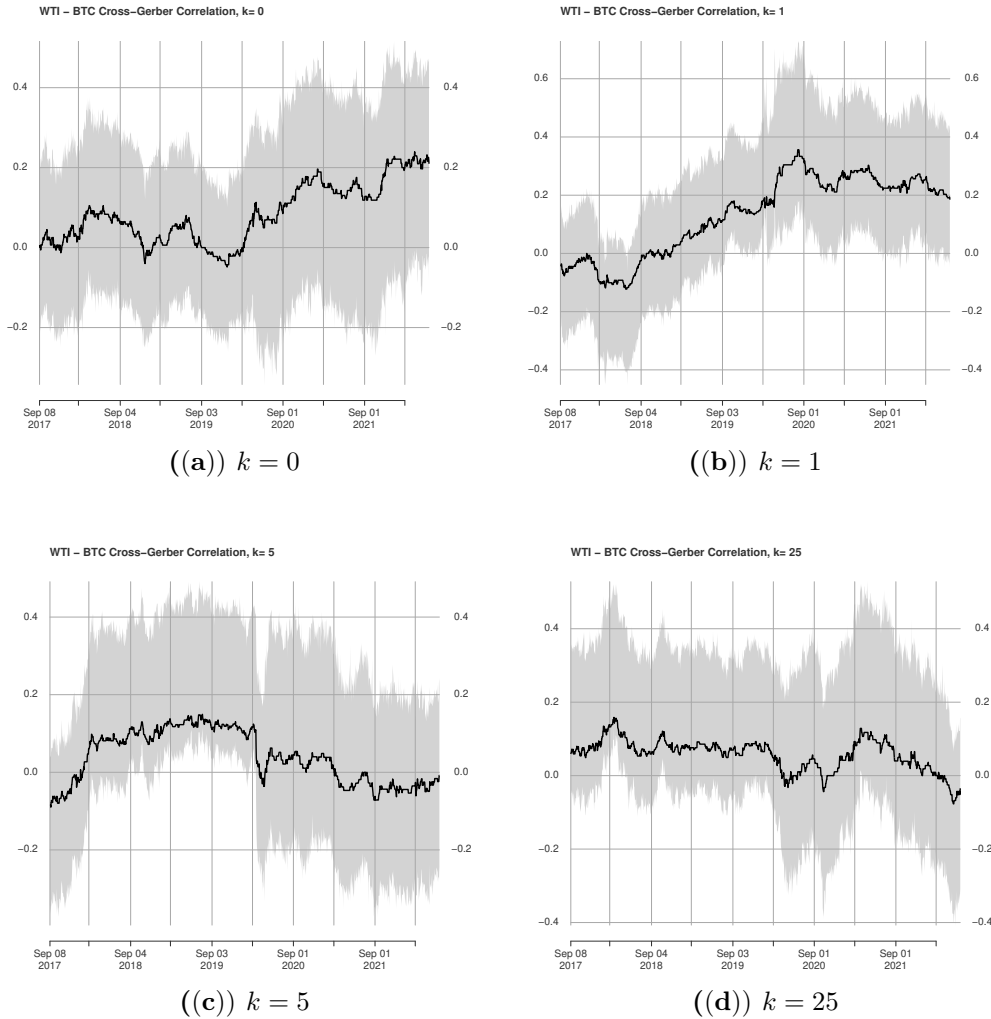 WTI − BTC Cross−Gerber Correlation, k= 0
0.4 0.4
0.2 0.2
0.0 0.0
−0.2 −0.2
Sep 08 2017 Sep 04 2018 Sep 03 2019 Sep 01 2020 Sep 01 2021
((a)) k = 0
WTI − BTC Cross−Gerber Correlation, k= 1
0.6 0.6
0.4 0.4
0.2 0.2
0.0 0.0
−0.2 −0.2
−0.4 −0.4
Sep 08 2017 Sep 04 2018 Sep 03 2019 Sep 01 2020 Sep 01 2021
((b)) k = 1
WTI − BTC Cross−Gerber Correlation, k= 5
0.4 0.4
0.2 0.2
0.0 0.0
−0.2 −0.2
Sep 08 2017 Sep 04 2018 Sep 03 2019 Sep 01 2020 Sep 01 2021
((c)) k = 5
WTI − BTC Cross−Gerber Correlation, k= 25
0.4 0.4
0.2 0.2
0.0 0.0
−0.2 −0.2
−0.4 −0.4
Sep 08 2017 Sep 04 2018 Sep 03 2019 Sep 01 2020 Sep 01 2021
((d)) k = 25